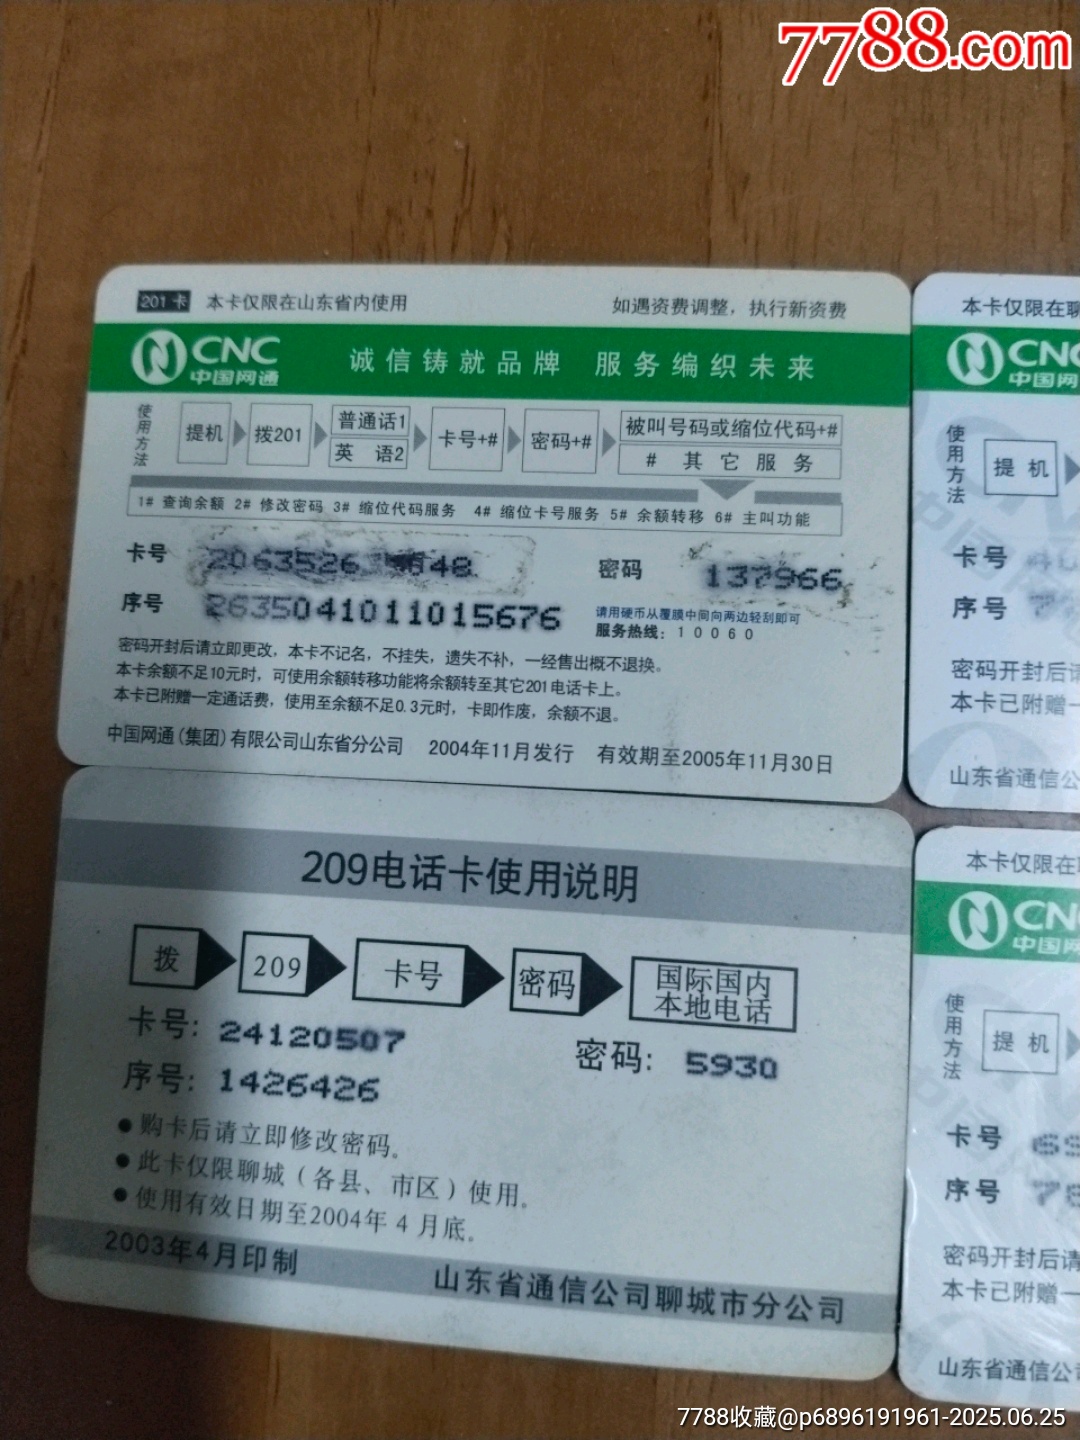 7788.com
201 卡 本卡仅限在山东省内使用 如遇资费调整，执行新资费
CNC 中国网通 诚信铸就品牌 服务编织未来
使用方法 提机 拨201 普通话1 英 语2 卡号+# 密码+# 被叫号码或缩位代码+# # 其它服务
1# 查询余额 2# 修改密码 3# 缩位代码服务 4# 缩位卡号服务 5# 余额转移 6# 主叫功能
卡号 密码 137966
序号 2635041011015676
请用硬币从覆膜中间向两边轻刮即可
服务热线：10060
密码开封后请立即更改，本卡不记名，不挂失，遗失不补，一经售出概不退换。
本卡余额不足10元时，可使用余额转移功能将余额转至其它201电话卡上。
本卡已附赠一定通话费，使用至余额不足0.3元时，卡即作废，余额不退。
中国网通(集团)有限公司山东省分公司 2004年11月发行 有效期至2005年11月30日
209电话卡使用说明
拨 209 卡号 密码 国际国内 本地电话
卡号: 24120507 密码: 5930
序号: 1426426
●购卡后请立即修改密码。
●此卡仅限聊城（各县、市区）使用。
●使用有效日期至2004年4月底。
2003年4月印制 山东省通信公司聊城市分公司
本卡仅限在聊
CNC
中国网
使用方法 提机
卡号
序号
密码开封后请
本卡已附赠一
山东省通信公
本卡仅限在
CN
中国网
使用方法 提机
卡号
序号
密码开封后请
本卡已附赠一
山东省通信公
7788收藏@p6896191961-2025.06.25